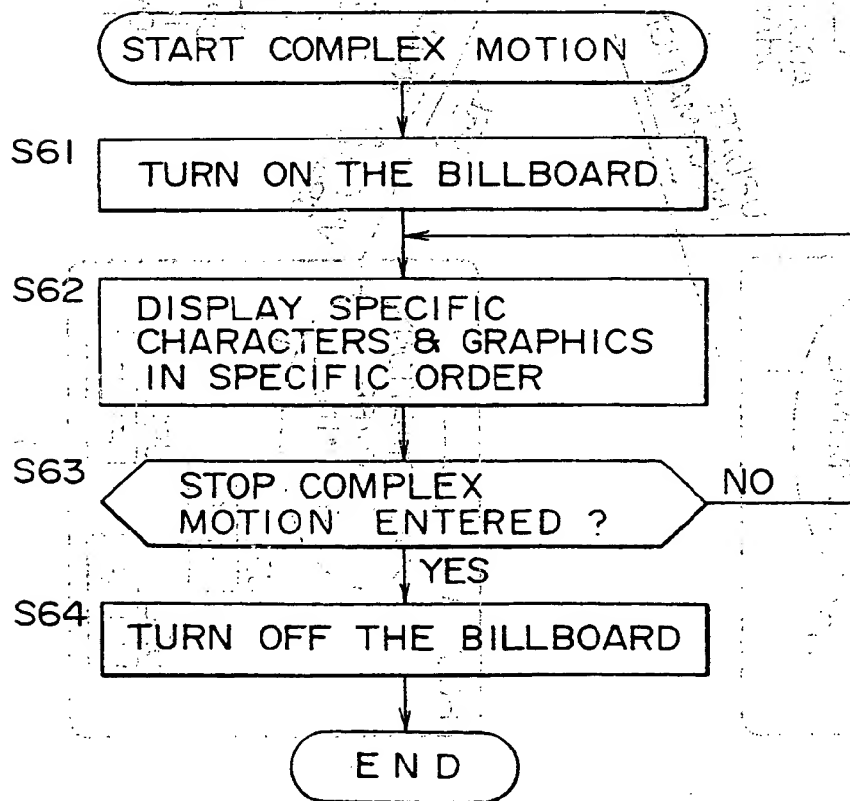 START COMPLEX MOTION
S61
TURN ON THE BILLBOARD
S62
DISPLAY SPECIFIC
CHARACTERS & GRAPHICS
IN SPECIFIC ORDER
S63
STOP COMPLEX
MOTION ENTERED ?
NO
YES
S64
TURN OFF THE BILLBOARD
END